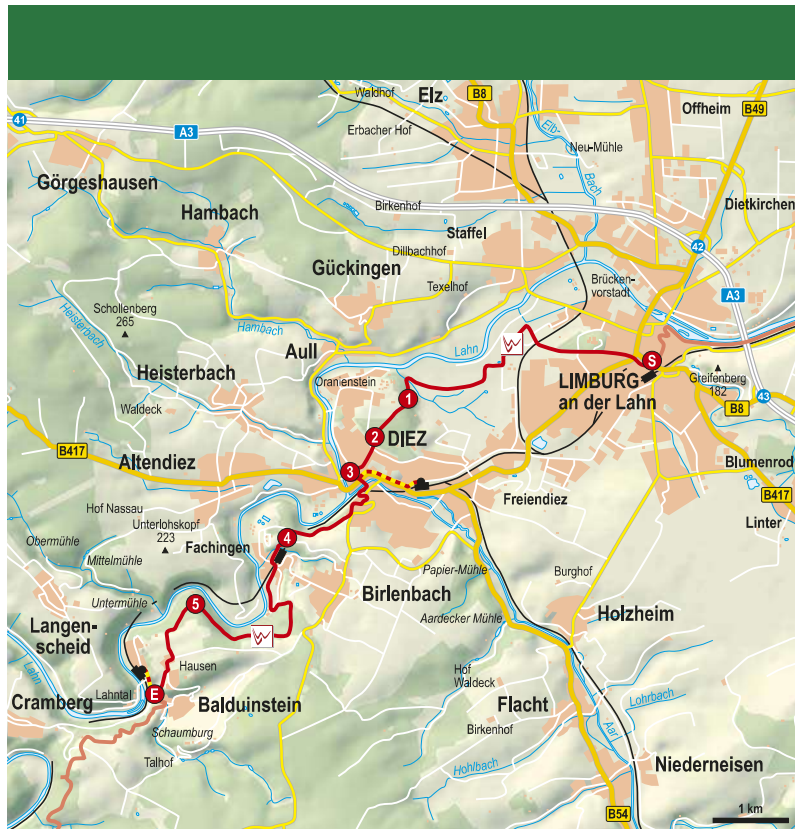 Waldhof
Elz
B8
Offheim
B49
41
A3
Erbacher Hof
Elb-
Bach
Neu-Mühle
Görgeshausen
Hambach
Birkenhof
Dietkirchen
Staffel
42
Gückingen
Dillbachhof
Texelhof
Brücken-
vorstadt
A3
Schollenberg
265
Heisterbach
Hambach
Lahn
Aull
S
Heisterbach
Oranienstein
LIMBURG
an der Lahn
Greifenberg
182
43
B8
1
Waldeck
2
DIEZ
B417
Altendiez
3
Blumenrod
B417
Freiendiez
Linter
Hof Nassau
Unterlohskopf
223
Obermühle
Mittelmühle
Fachingen
4
Papier-Mühle
Burghof
Untermühle
5
Birlenbach
Aardecker Mühle
Holzheim
Langen-
scheid
Lahn
Hausen
Hof
Waldeck
Cramberg
Lahntal
E
Balduinstein
Flacht
Lohrbach
Schaumburg
Birkenhof
Aar
Talhof
Hohlbach
Niederneisen
B54
1 km